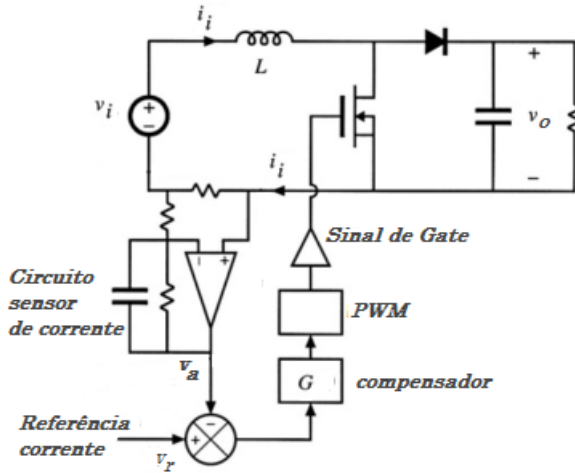 i_i
L
v_i
+
−
+
v_o
−
i_i
Sinal de Gate
− +
Circuito
sensor
de corrente
PWM
v_a
G
compensador
Referência
corrente
−
+
v_r